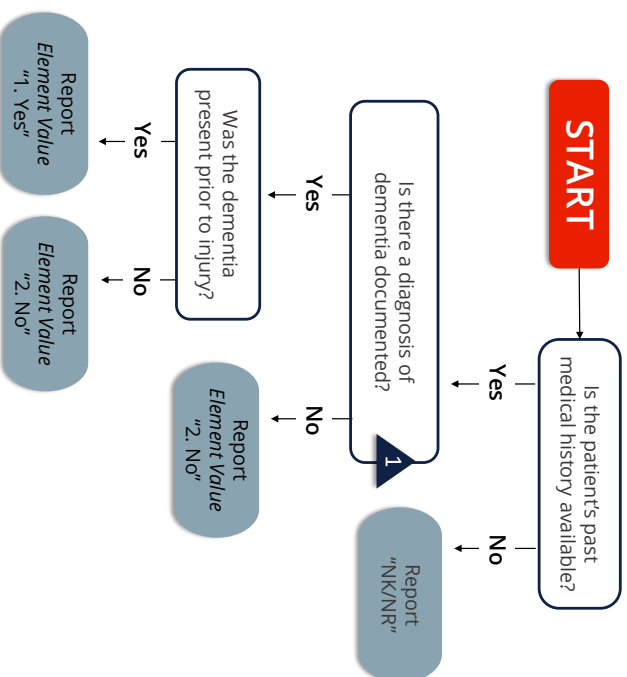 START
Is the patient's past
medical history available?
Yes
No
Report
"NK/NR"
Is there a diagnosis of
dementia documented?
1
Yes
No
Report
Element Value
"2. No"
Was the dementia
present prior to injury?
Yes
No
Report
Element Value
"1. Yes"
Report
Element Value
"2. No"